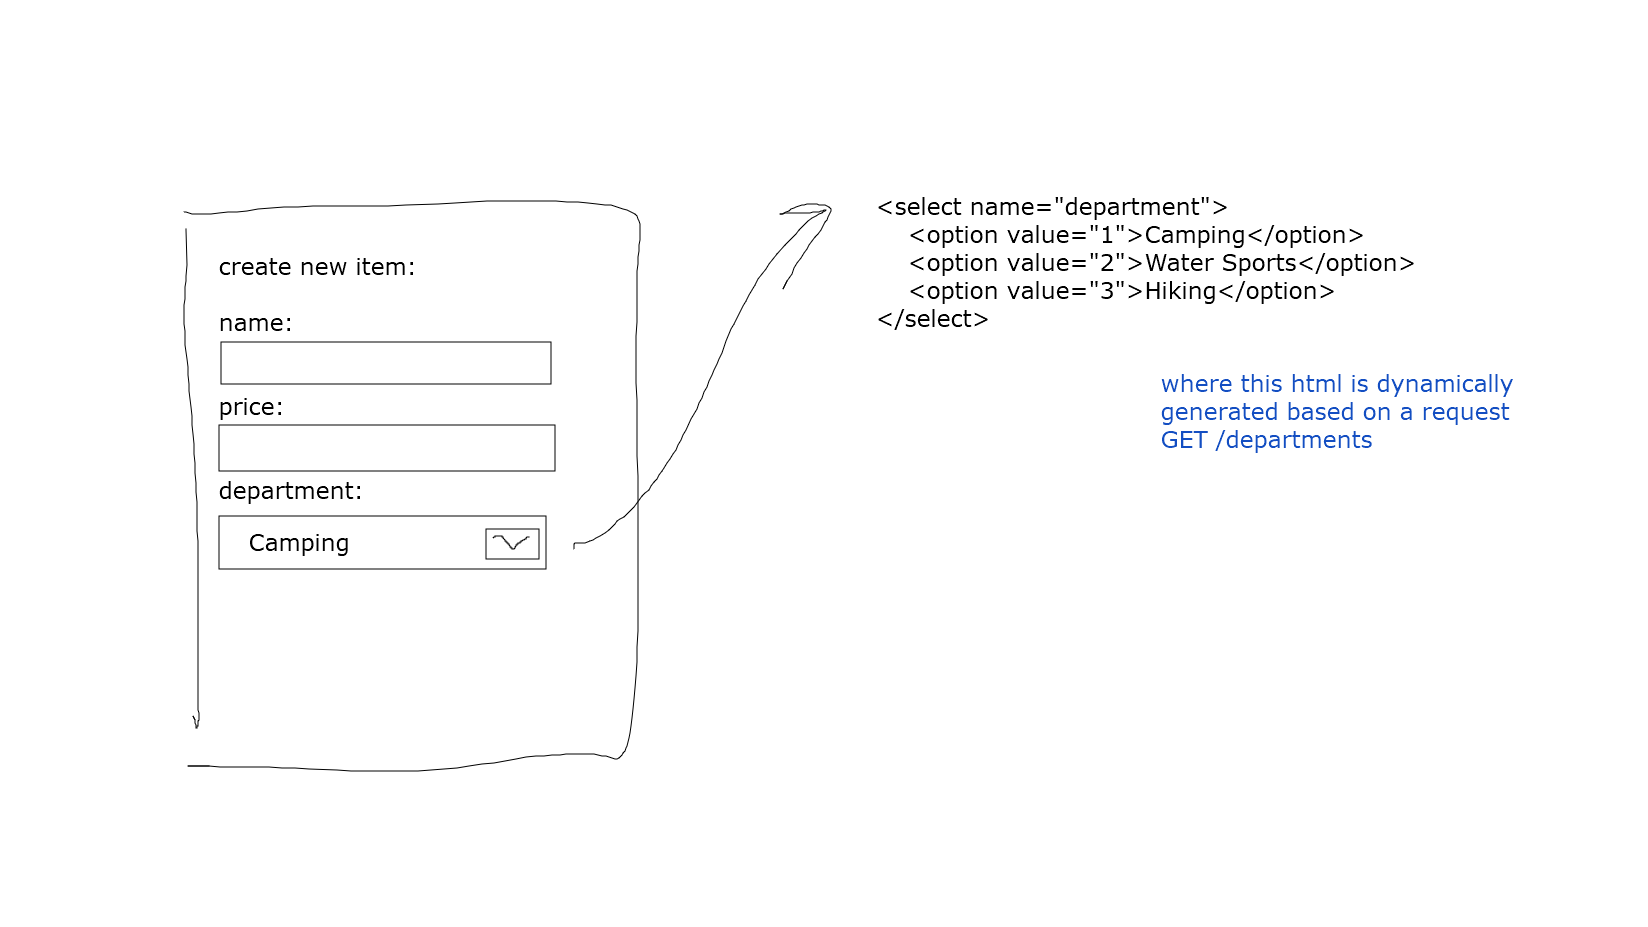 create new item:
name:
price:
department:
Camping
<select name="department">
<option value="1">Camping</option>
<option value="2">Water Sports</option>
<option value="3">Hiking</option>
</select>
where this html is dynamically
generated based on a request
GET /departments